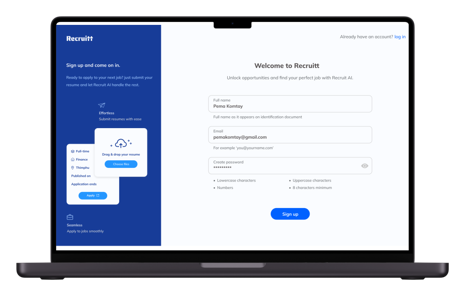 Recruitt
Sign up and come on in.
Ready to apply to your next job? Just submit your
resume and let Recruit AI handle the rest.
Effortless
Submit resumes with ease
Full time
Finance
Thimphu
Published on
Application ends
Apply
Drag & drop your resume
Seamless
Apply to jobs smoothly
Already have an account? log in
Welcome to Recruitt
Unlock opportunities and find your perfect job with Recruit AI.
Full name
Pema Kumtay
Full name as it appears on identification document
Email
pemakomtay@gmail.com
For example: you@yourname.com
Create password
Lowercase characters
Uppercase characters
Numbers
8 characters minimum
Sign up